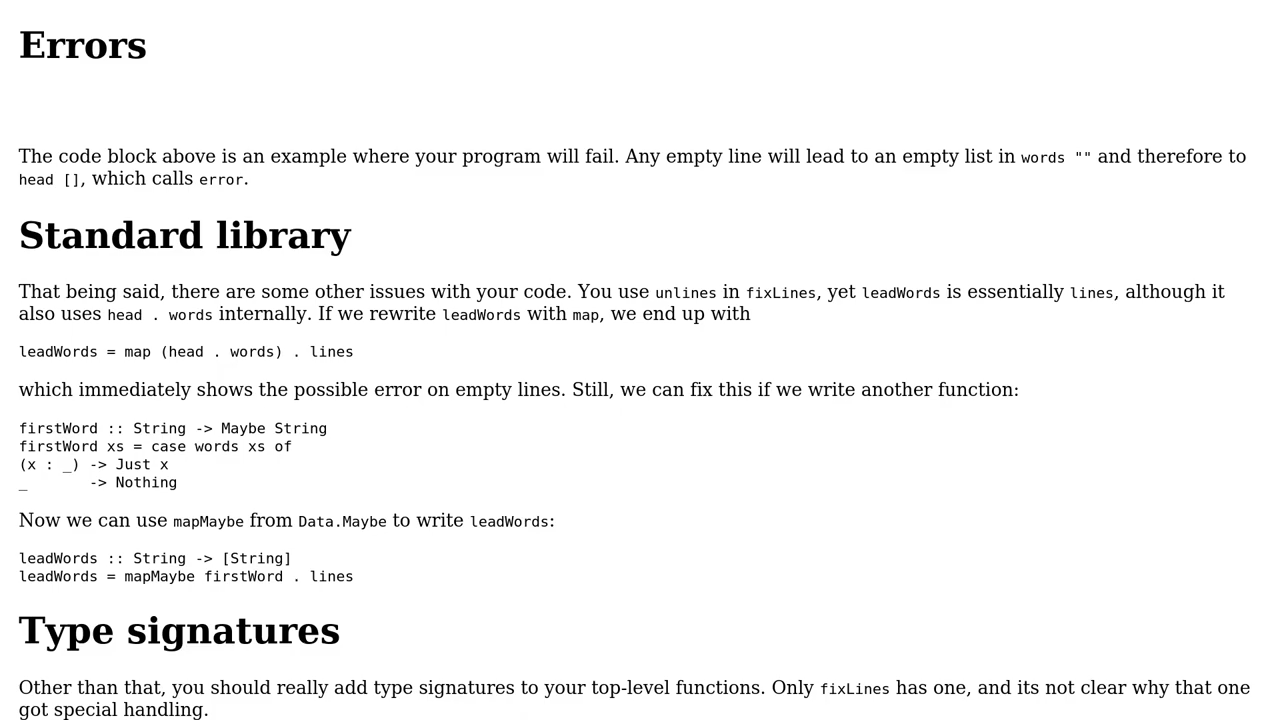 Errors
The code block above is an example where your program will fail. Any empty line will lead to an empty list in words "" and therefore to
head [], which calls error.
Standard library
That being said, there are some other issues with your code. You use unlines in fixLines, yet leadWords is essentially lines, although it
also uses head . words internally. If we rewrite leadWords with map, we end up with
leadWords = map (head . words) . lines
which immediately shows the possible error on empty lines. Still, we can fix this if we write another function:
firstWord :: String -> Maybe String
firstWord xs = case words xs of
(x : _) -> Just x
_       -> Nothing
Now we can use mapMaybe from Data.Maybe to write leadWords:
leadWords :: String -> [String]
leadWords = mapMaybe firstWord . lines
Type signatures
Other than that, you should really add type signatures to your top-level functions. Only fixLines has one, and its not clear why that one
got special handling.